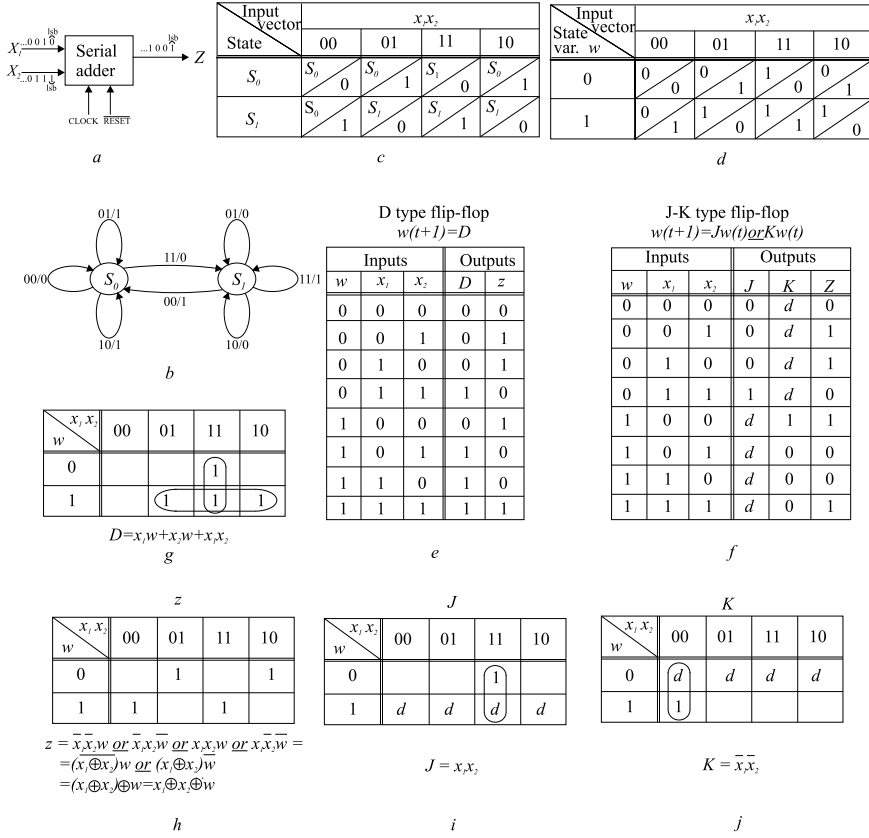 lsb
X₁ ...0 0 1 0
Serial adder
lsb
...1 0 0 1 Z
X₂ ...0 1 1 1
lsb
CLOCK R̅E̅S̅E̅T̅
a
Input vector x₁x₂
State 00 01 11 10
S₀ S₀ 0 S₀ 1 S₁ 0 S₀ 1
S₁ S₀ 1 S₁ 0 S₁ 1 S₁ 0
c
Input vector x₁x₂
State var. w 00 01 11 10
0 0 0 0 1 1 0 0 1
1 0 1 1 0 1 1 1 0
d
01/1 01/0
11/0
00/0 S₀ S₁ 11/1
00/1
10/1 10/0
b
D type flip-flop
w(t+1)=D
Inputs Outputs
w x₁ x₂ D z
0 0 0 0 0
0 0 1 0 1
0 1 0 0 1
0 1 1 1 0
1 0 0 0 1
1 0 1 1 0
1 1 0 1 0
1 1 1 1 1
e
J-K type flip-flop
w(t+1)=Jw(t)orKw(t)
Inputs Outputs
w x₁ x₂ J K Z
0 0 0 0 d 0
0 0 1 0 d 1
0 1 0 0 d 1
0 1 1 1 d 0
1 0 0 d 1 1
1 0 1 d 0 0
1 1 0 d 0 0
1 1 1 d 0 1
f
x₁ x₂
w 00 01 11 10
0 1
1 1 1 1
D=x₁w+x₂w+x₁x₂
g
z
x₁ x₂
w 00 01 11 10
0 1 1
1 1 1
z = x̅₁x̅₂w or x̅₁x₂w̅ or x₁x₂w or x₁x̅₂w̅ =
=(x̅₁̅⊕̅x̅₂̅)w or (x₁⊕x₂)w̅
=(x₁⊕x₂)⊕w=x₁⊕x₂⊕w
h
J
x₁ x₂
w 00 01 11 10
0 1
1 d d d d
J = x₁x₂
i
K
x₁ x₂
w 00 01 11 10
0 d d d d
1 1
K = x̅₁x̅₂
j